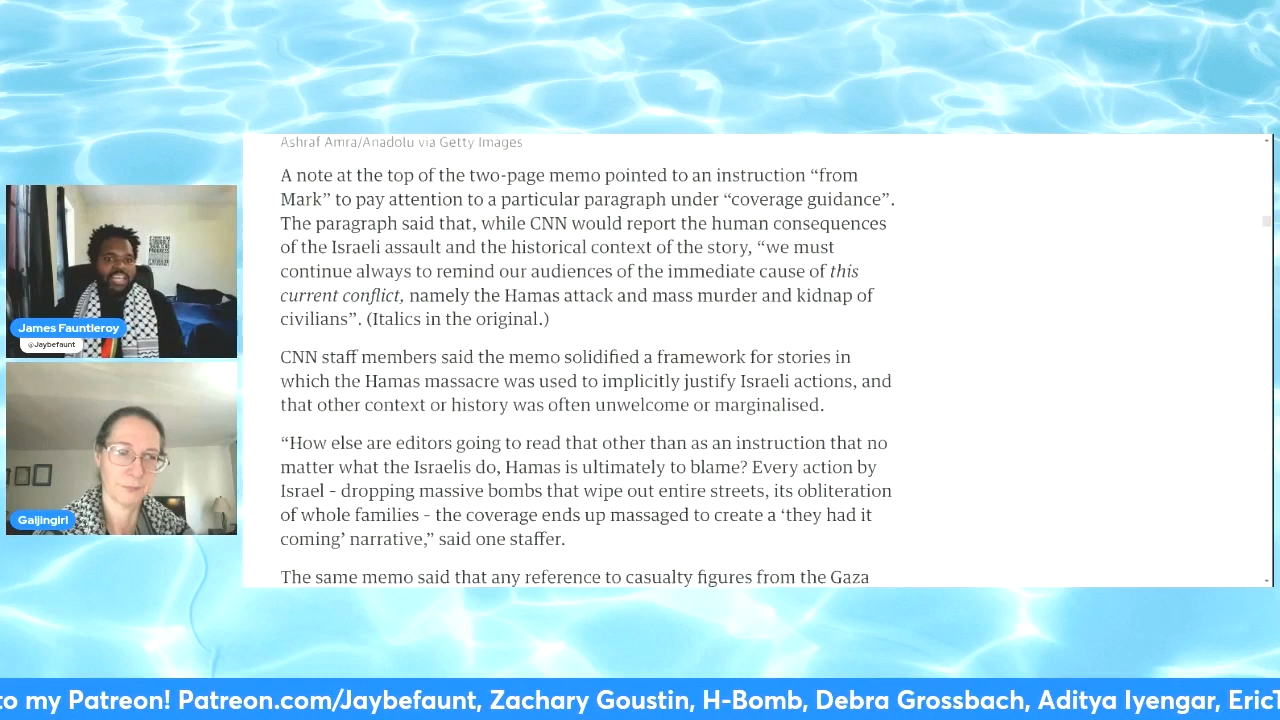 Ashraf Amra/Anadolu via Getty Images
A note at the top of the two-page memo pointed to an instruction “from
Mark” to pay attention to a particular paragraph under “coverage guidance”.
The paragraph said that, while CNN would report the human consequences
of the Israeli assault and the historical context of the story, “we must
continue always to remind our audiences of the immediate cause of this
current conflict, namely the Hamas attack and mass murder and kidnap of
civilians”. (Italics in the original.)
CNN staff members said the memo solidified a framework for stories in
which the Hamas massacre was used to implicitly justify Israeli actions, and
that other context or history was often unwelcome or marginalised.
“How else are editors going to read that other than as an instruction that no
matter what the Israelis do, Hamas is ultimately to blame? Every action by
Israel – dropping massive bombs that wipe out entire streets, its obliteration
of whole families – the coverage ends up massaged to create a ‘they had it
coming’ narrative,” said one staffer.
The same memo said that any reference to casualty figures from the Gaza
James Fauntleroy
@Jaybefaunt
Gaijingirl
to my Patreon! Patreon.com/Jaybefaunt, Zachary Goustin, H-Bomb, Debra Grossbach, Aditya Iyengar, Eric